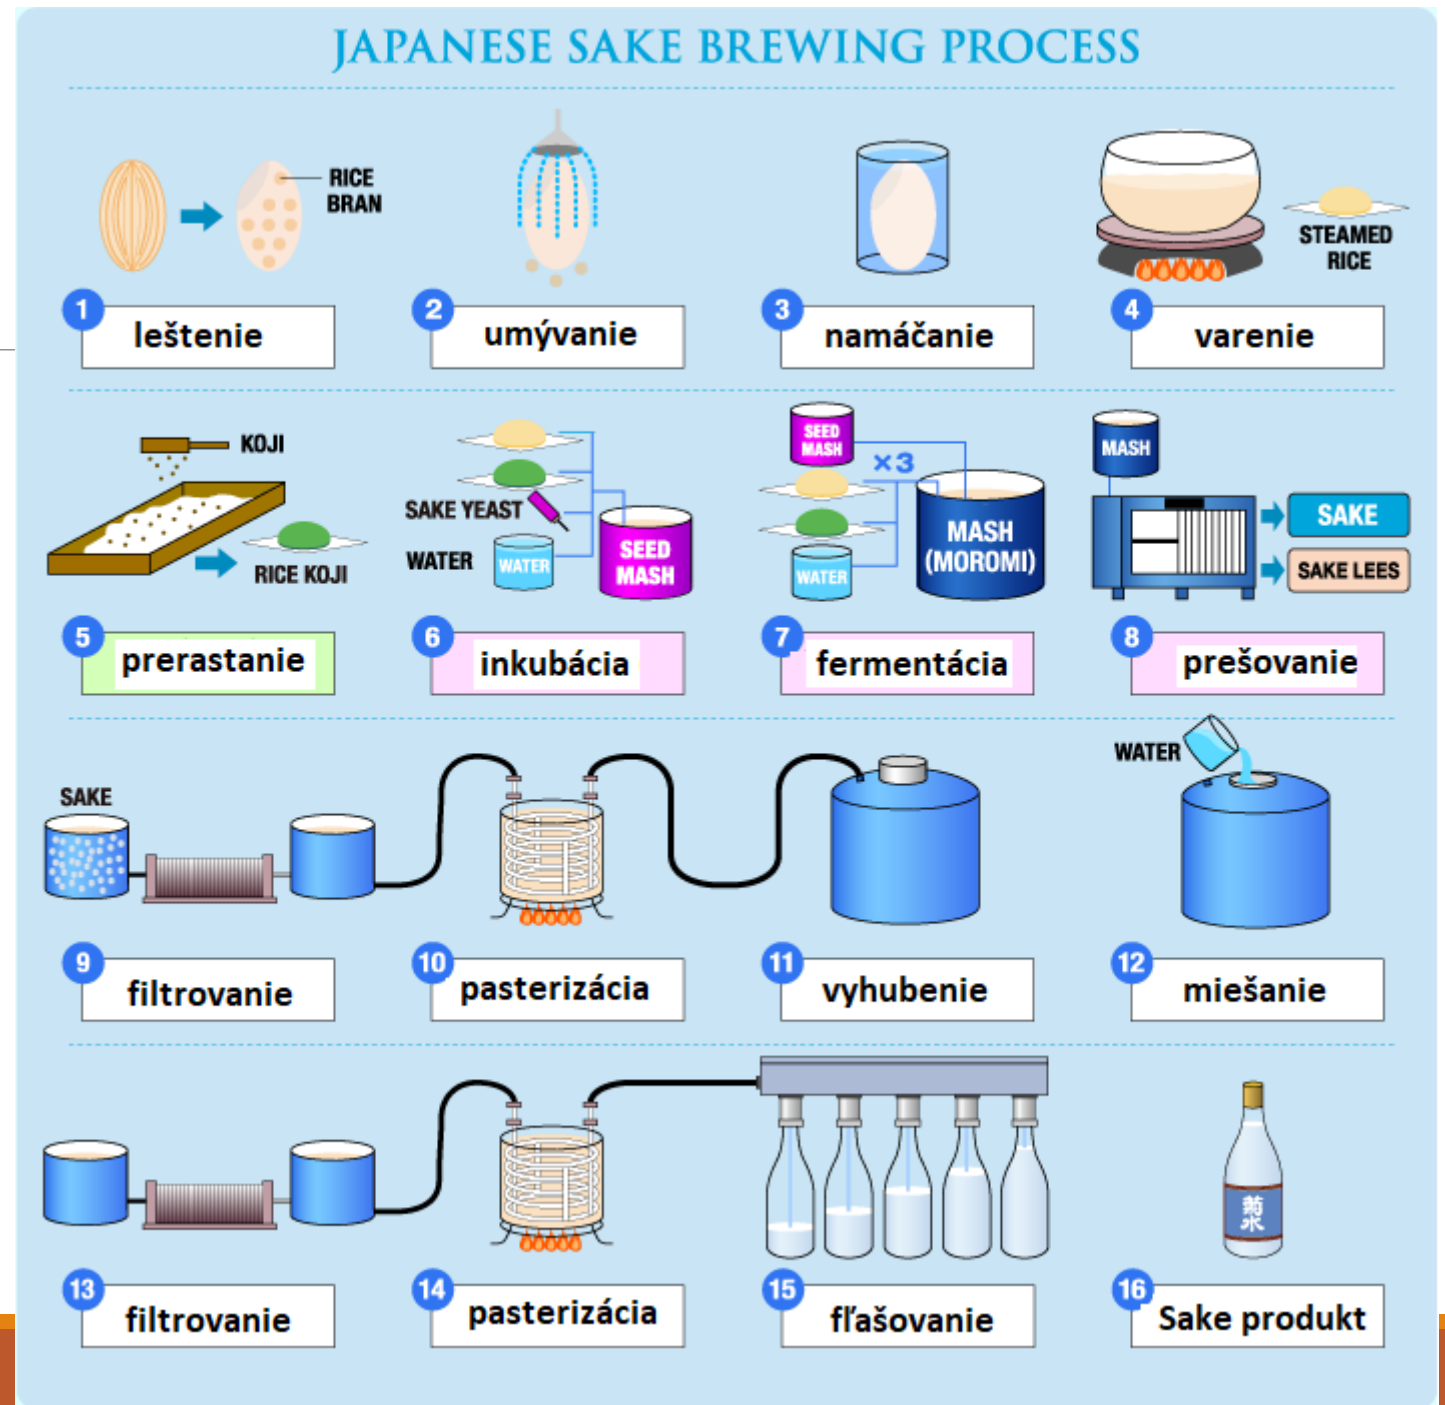 JAPANESE SAKE BREWING PROCESS
RICE
BRAN
STEAMED
RICE
1 leštenie
2 umývanie
3 namáčanie
4 varenie
KOJI
RICE KOJI
SAKE YEAST
WATER
WATER
SEED
MASH
SEED
MASH
×3
WATER
MASH
(MOROMI)
MASH
SAKE
SAKE LEES
5 prerastanie
6 inkubácia
7 fermentácia
8 prešovanie
SAKE
WATER
9 filtrovanie
10 pasterizácia
11 vyhubenie
12 miešanie
菊
水
13 filtrovanie
14 pasterizácia
15 fľašovanie
16 Sake produkt